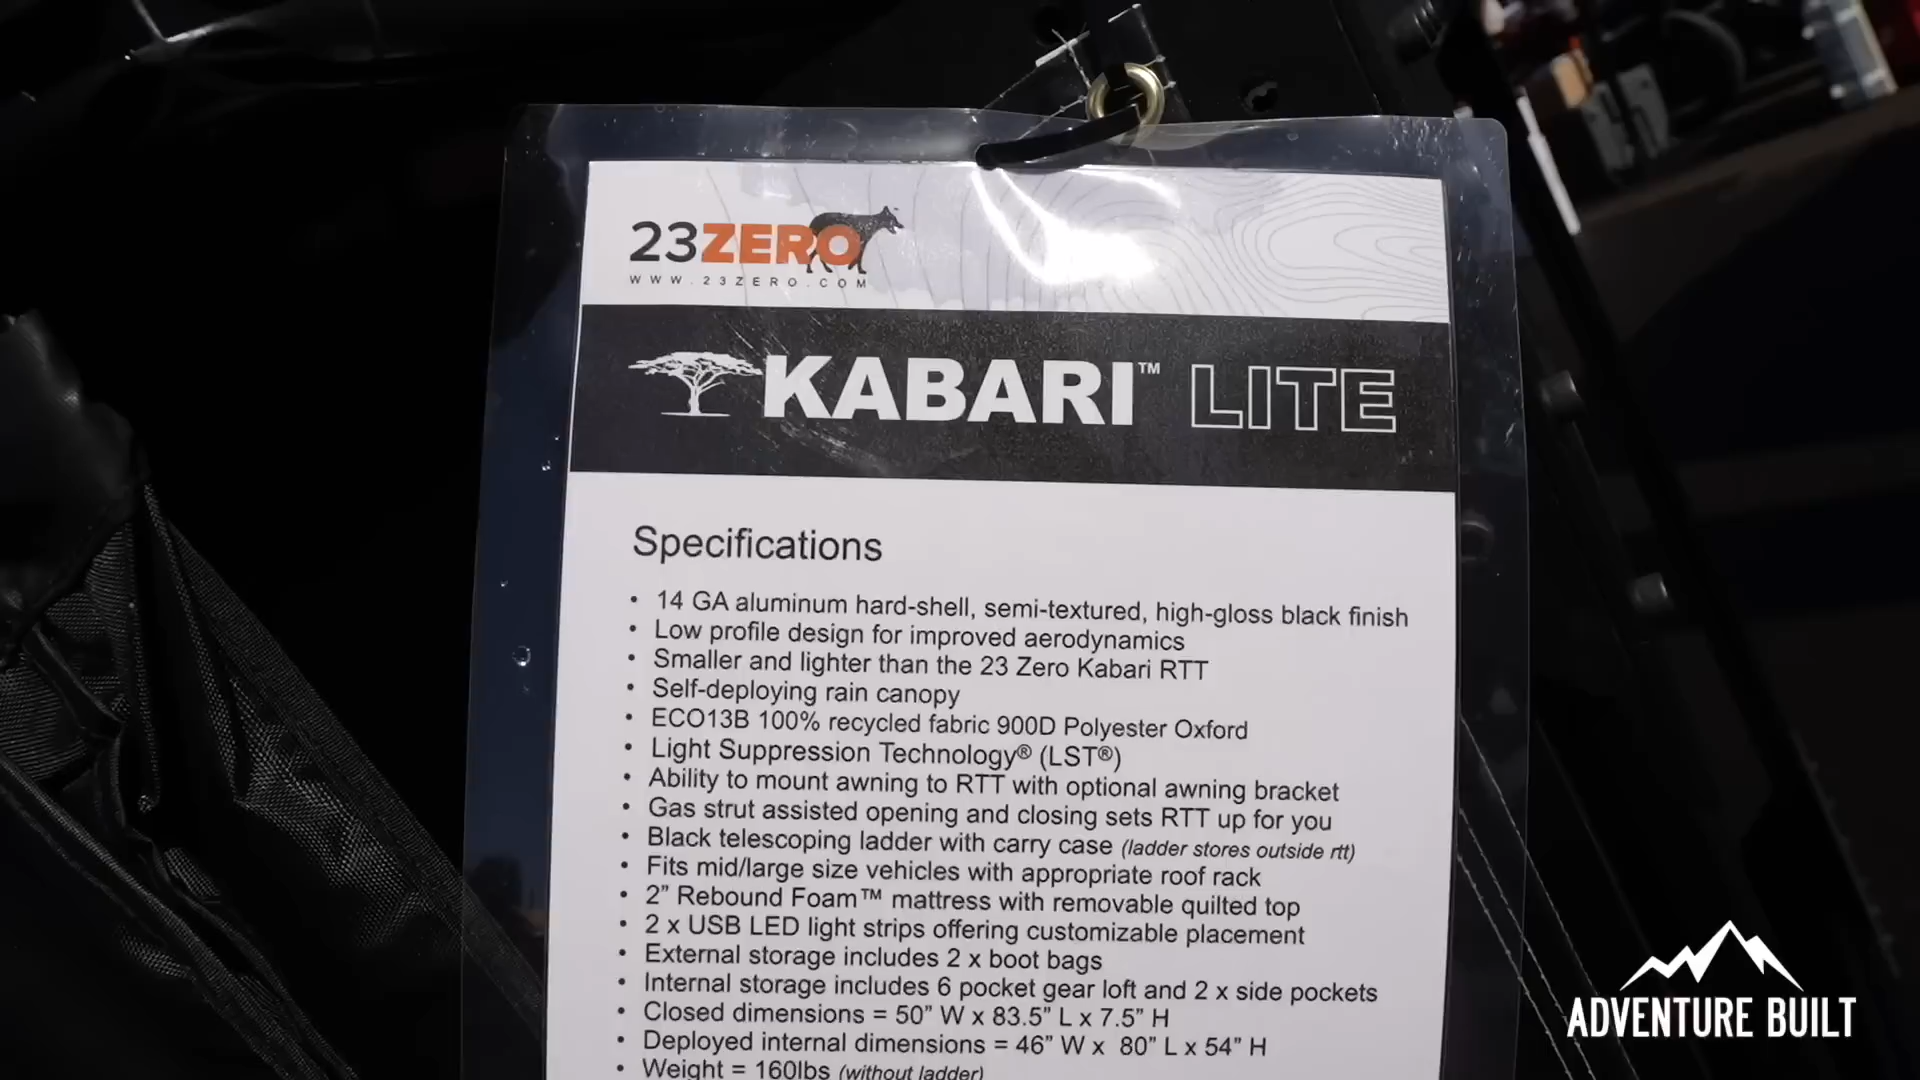 23ZERO
WWW.23ZERO.COM
KABARI™ LITE
Specifications
• 14 GA aluminum hard-shell, semi-textured, high-gloss black finish
• Low profile design for improved aerodynamics
• Smaller and lighter than the 23 Zero Kabari RTT
• Self-deploying rain canopy
• ECO13B 100% recycled fabric 900D Polyester Oxford
• Light Suppression Technology® (LST®)
• Ability to mount awning to RTT with optional awning bracket
• Gas strut assisted opening and closing sets RTT up for you
• Black telescoping ladder with carry case (ladder stores outside rtt)
• Fits mid/large size vehicles with appropriate roof rack
• 2” Rebound Foam™ mattress with removable quilted top
• 2 x USB LED light strips offering customizable placement
• External storage includes 2 x boot bags
• Internal storage includes 6 pocket gear loft and 2 x side pockets
• Closed dimensions = 50” W x 83.5” L x 7.5” H
• Deployed internal dimensions = 46” W x 80” L x 54” H
• Weight = 160lbs (without ladder)
ADVENTURE BUILT